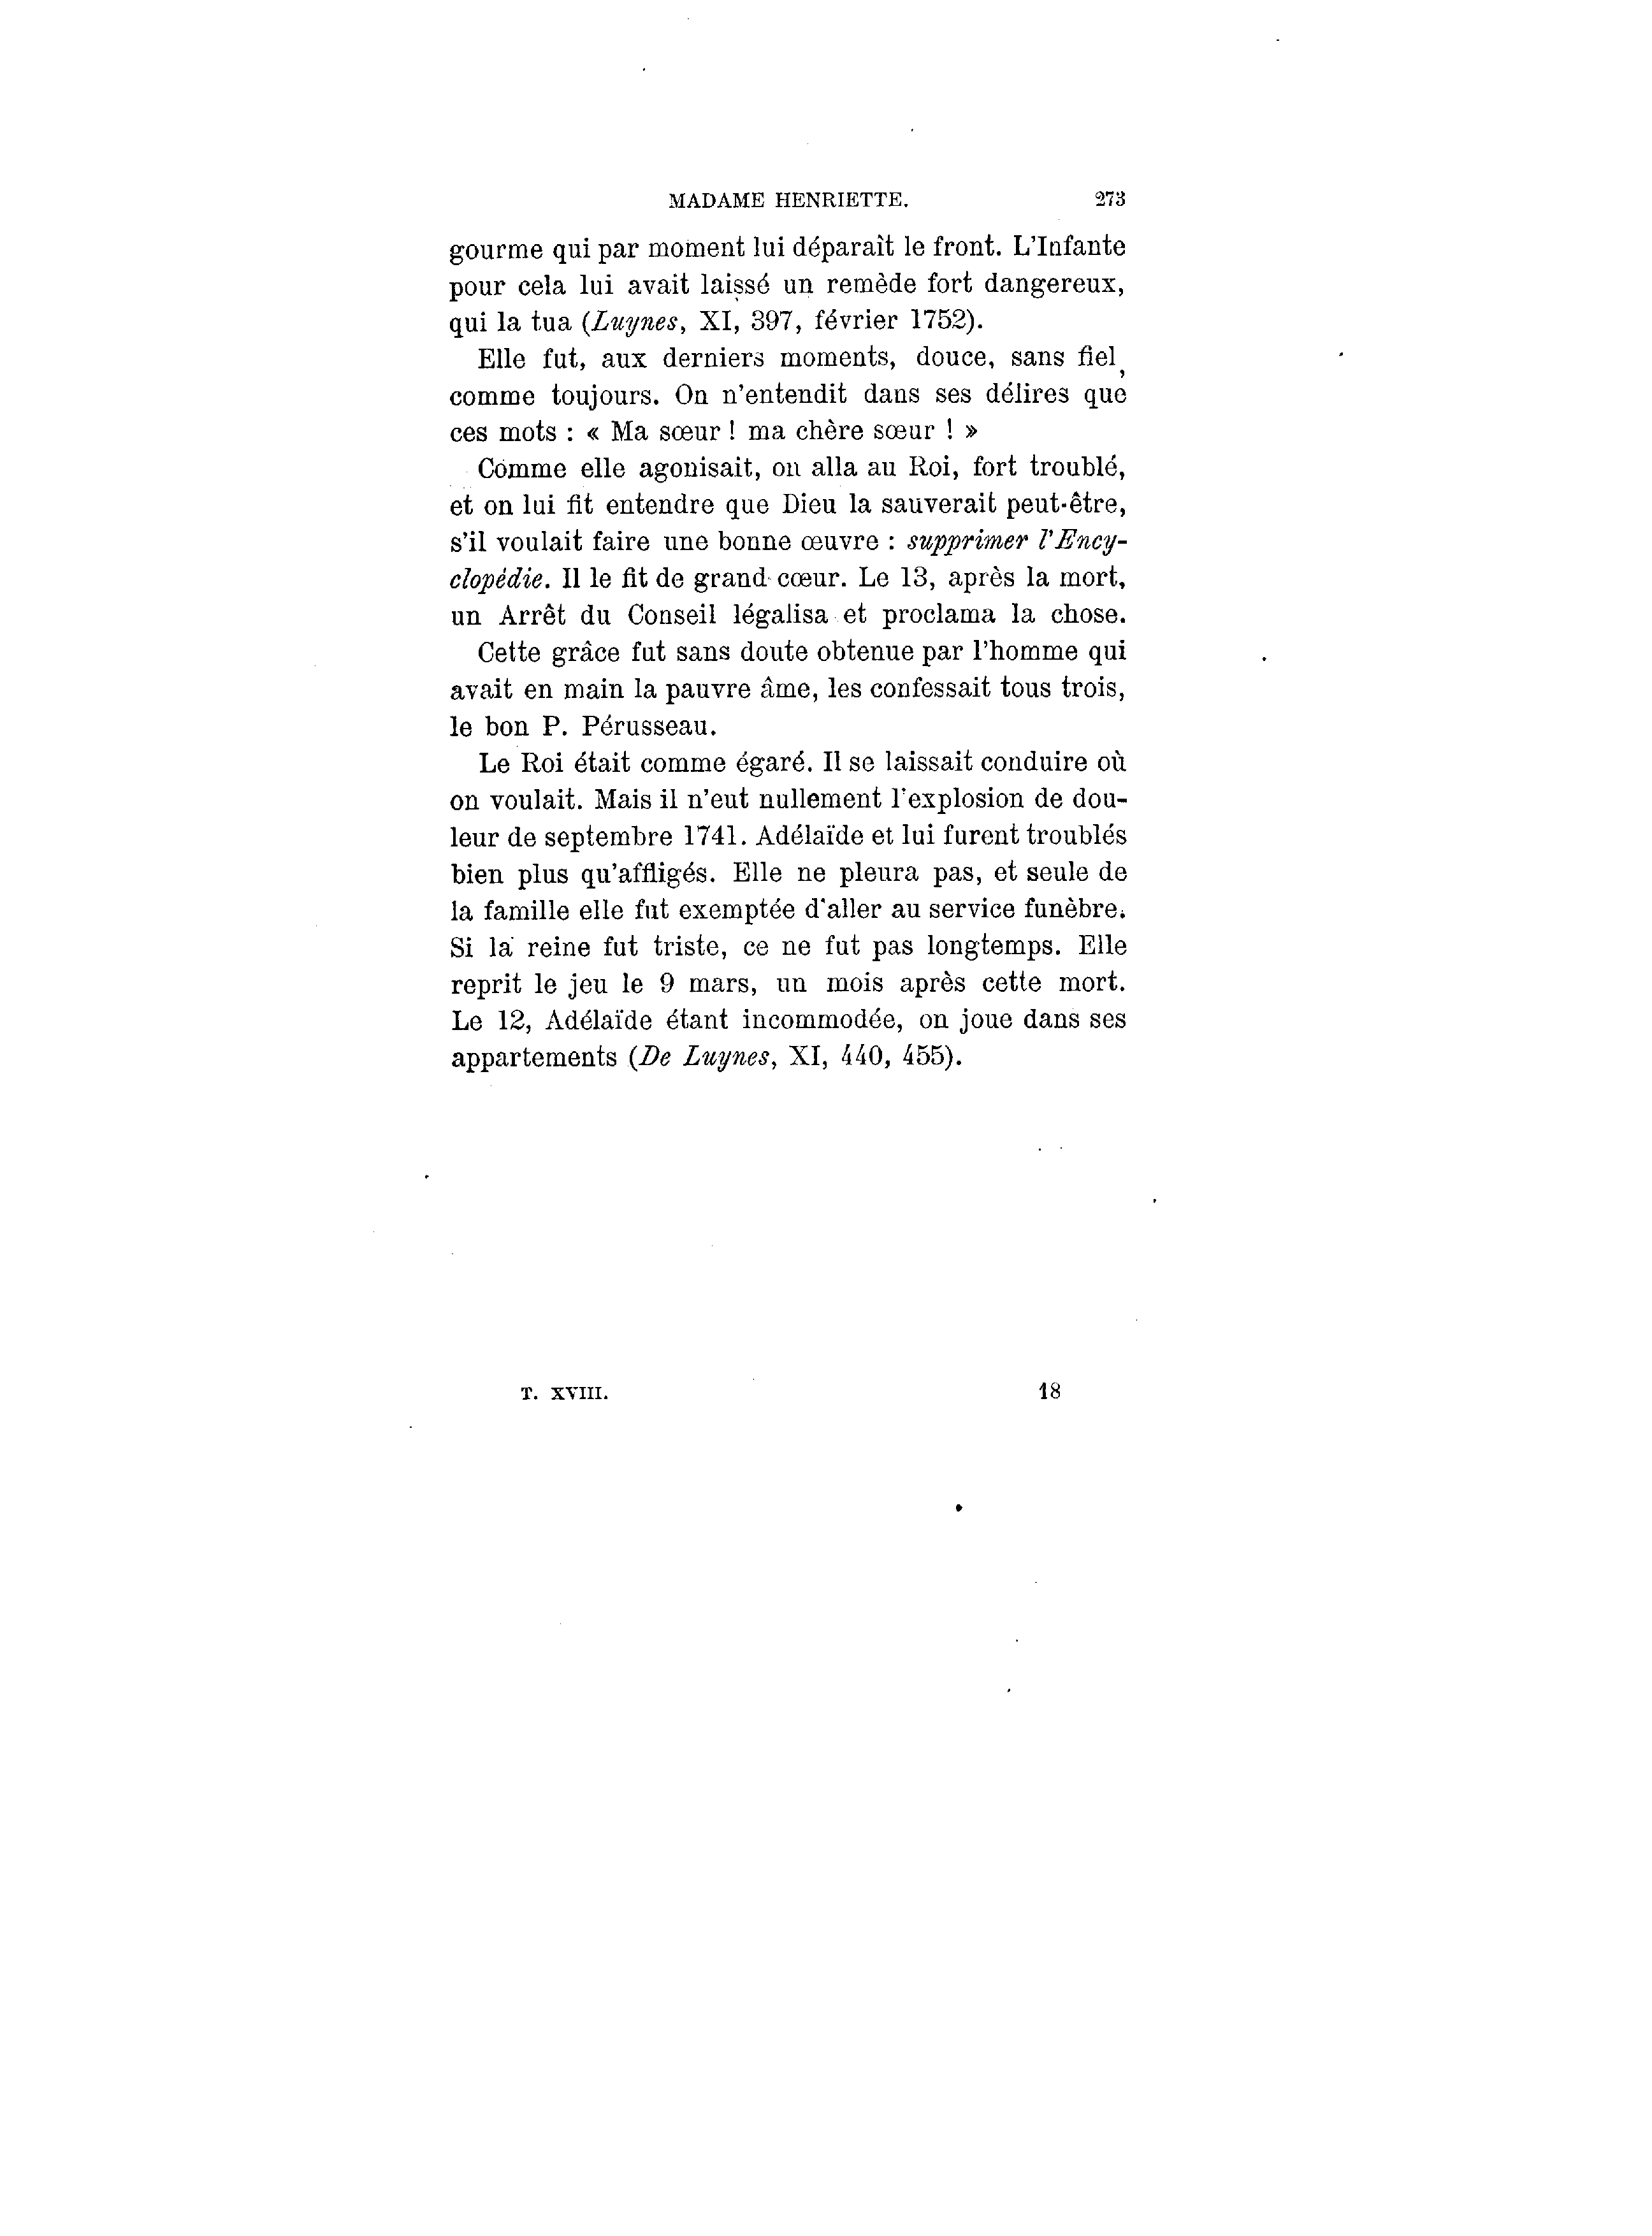 MADAME HENRIETTE. 273
gourme qui par moment lui déparaît le front. L'Infante
pour cela lui avait laissé un remède fort dangereux,
qui la tua (Luynes, XI, 397, février 1752).
Elle fut, aux derniers moments, douce, sans fiel,
comme toujours. On n'entendit dans ses délires que
ces mots : « Ma sœur ! ma chère sœur ! »
Comme elle agonisait, on alla au Roi, fort troublé,
et on lui fit entendre que Dieu la sauverait peut-être,
s'il voulait faire une bonne œuvre : supprimer l'Ency-
clopédie. Il le fit de grand cœur. Le 13, après la mort,
un Arrêt du Conseil légalisa et proclama la chose.
Cette grâce fut sans doute obtenue par l'homme qui
avait en main la pauvre âme, les confessait tous trois,
le bon P. Pérusseau.
Le Roi était comme égaré. Il se laissait conduire où
on voulait. Mais il n'eut nullement l'explosion de dou-
leur de septembre 1741. Adélaïde et lui furent troublés
bien plus qu'affligés. Elle ne pleura pas, et seule de
la famille elle fut exemptée d'aller au service funèbre.
Si la reine fut triste, ce ne fut pas longtemps. Elle
reprit le jeu le 9 mars, un mois après cette mort.
Le 12, Adélaïde étant incommodée, on joue dans ses
appartements (De Luynes, XI, 440, 455).
T. XVIII. 18